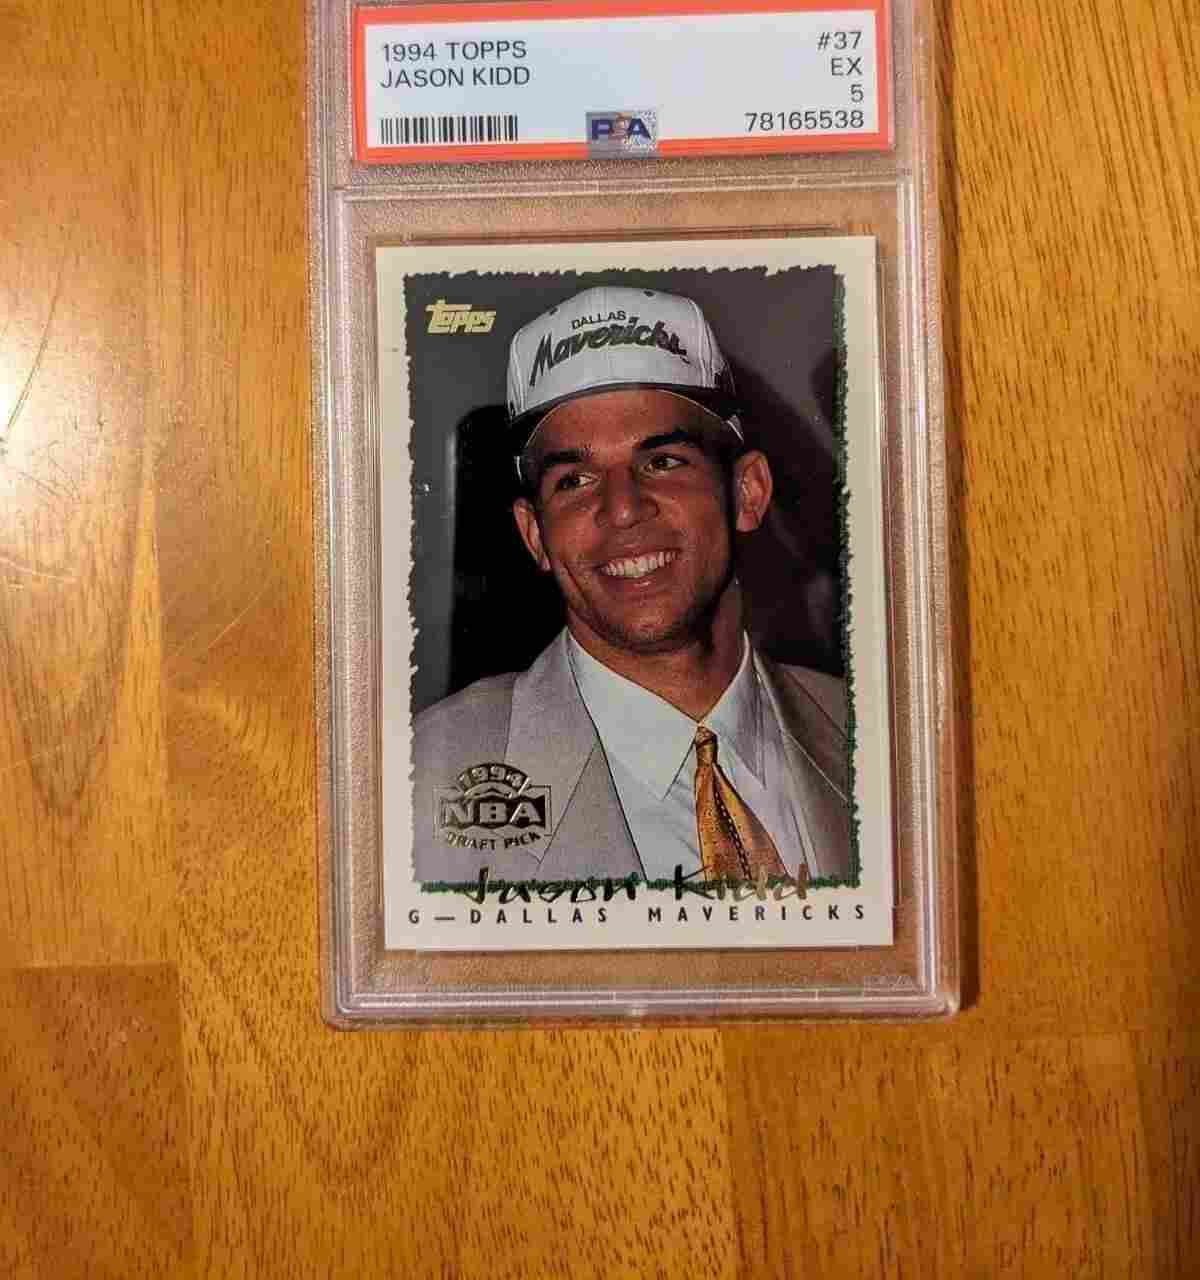 1994 TOPPS #37
JASON KIDD EX
5
PSA 78165538
Topps
DALLAS
Mavericks
1994
NBA
DRAFT PICK
Jason Kidd
G—DALLAS MAVERICKS